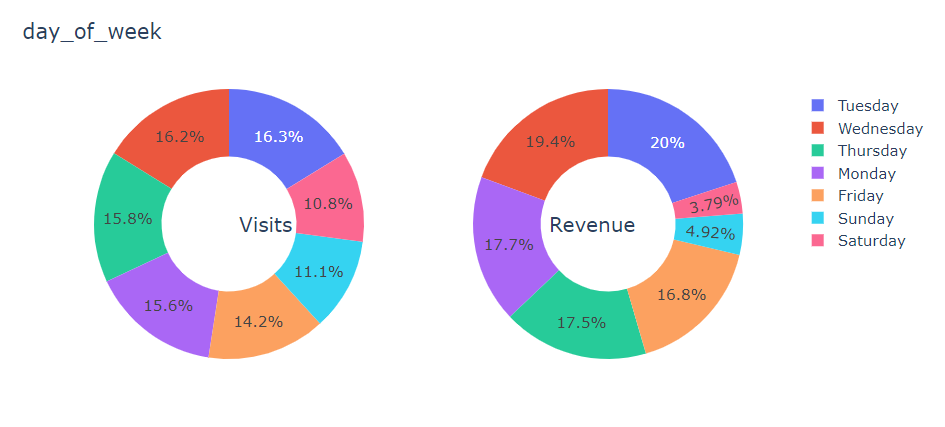 day_of_week
16.2%
16.3%
15.8%
10.8%
Visits
15.6%
11.1%
14.2%
19.4%
20%
17.7%
3.79%
Revenue
4.92%
17.5%
16.8%
Tuesday
Wednesday
Thursday
Monday
Friday
Sunday
Saturday